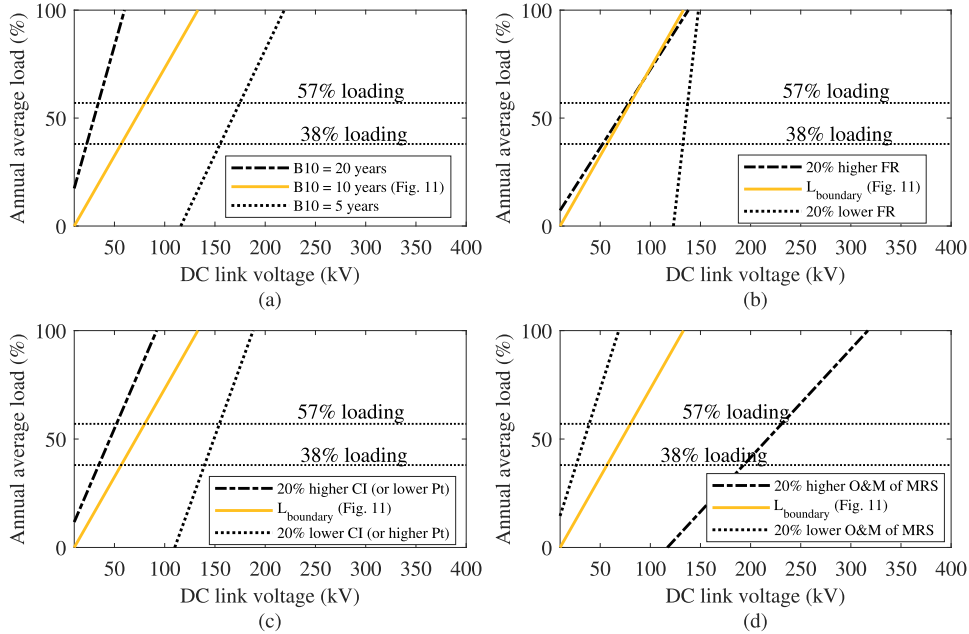 100
50
0
Annual average load (%)
57% loading
38% loading
B10 = 20 years
B10 = 10 years (Fig. 11)
B10 = 5 years
50 100 150 200 250 300 350 400
DC link voltage (kV)
(a)
100
50
0
Annual average load (%)
57% loading
38% loading
20% higher FR
L_boundary (Fig. 11)
20% lower FR
50 100 150 200 250 300 350 400
DC link voltage (kV)
(b)
100
50
0
Annual average load (%)
57% loading
38% loading
20% higher CI (or lower Pt)
L_boundary (Fig. 11)
20% lower CI (or higher Pt)
50 100 150 200 250 300 350 400
DC link voltage (kV)
(c)
100
50
0
Annual average load (%)
57% loading
38% loading
20% higher O&M of MRS
L_boundary (Fig. 11)
20% lower O&M of MRS
50 100 150 200 250 300 350 400
DC link voltage (kV)
(d)